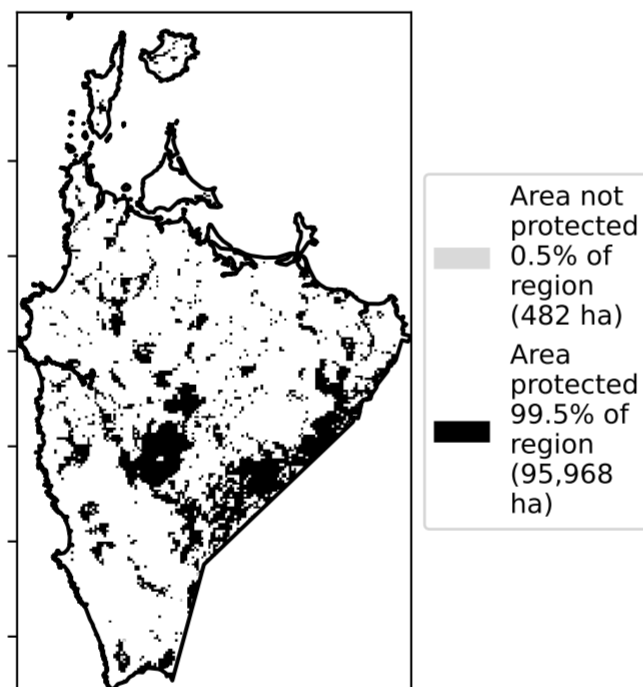 Area not
protected
0.5% of
region
(482 ha)
Area
protected
99.5% of
region
(95,968
ha)